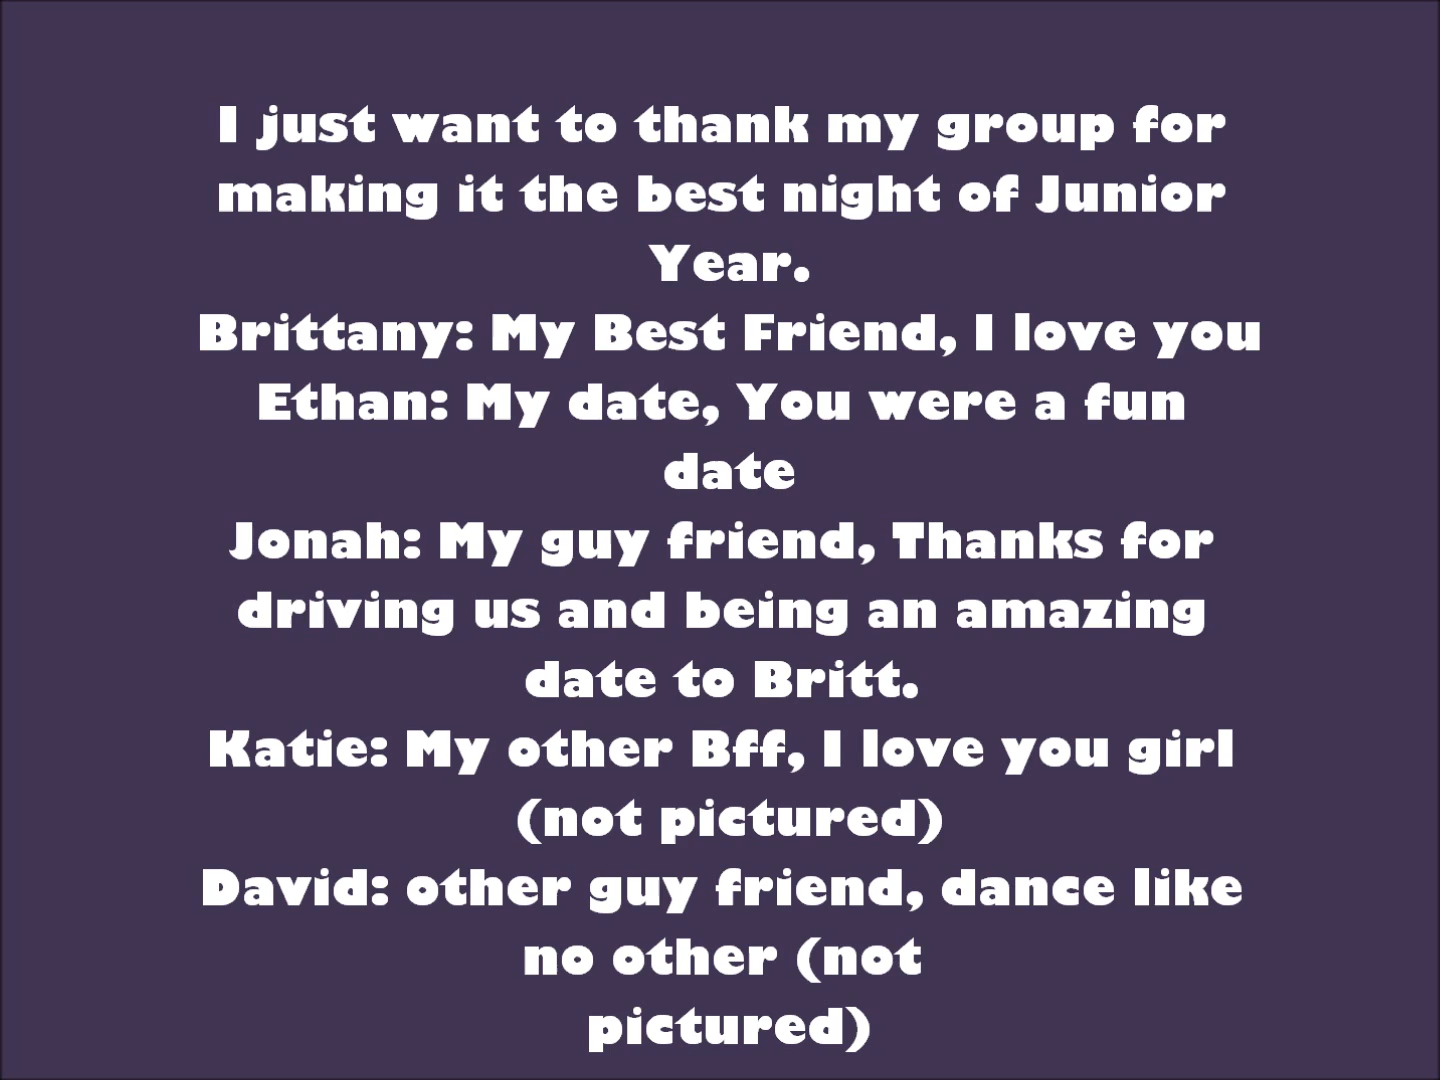 I just want to thank my group for
making it the best night of Junior
Year.
Brittany: My Best Friend, I love you
Ethan: My date, You were a fun
date
Jonah: My guy friend, Thanks for
driving us and being an amazing
date to Britt.
Katie: My other Bff, I love you girl
(not pictured)
David: other guy friend, dance like
no other (not
pictured)